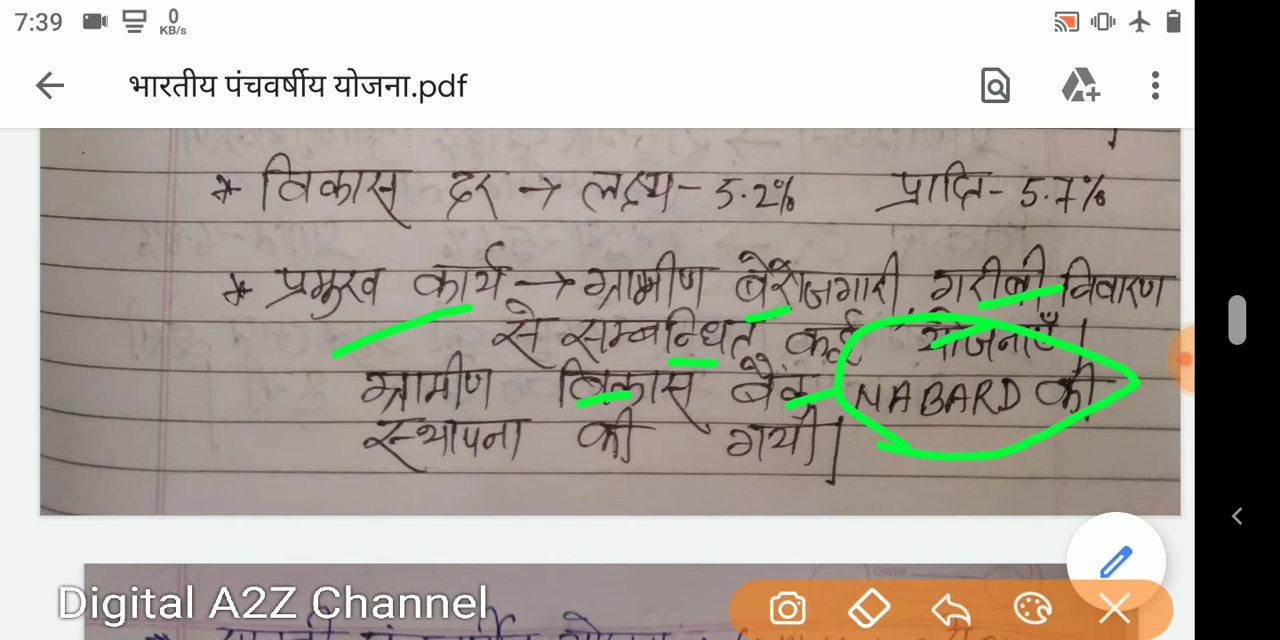 7:39 0 KB/s
भारतीय पंचवर्षीय योजना.pdf
* विकास दर → लक्ष्य - 5.2% प्राप्ति - 5.7%
* प्रमुख कार्य → ग्रामीण बेरोजगारी, गरीबी निवारण
से सम्बन्धित कई योजनाएँ।
ग्रामीण विकास बैंक NABARD की
स्थापना की गयी।
Digital A2Z Channel